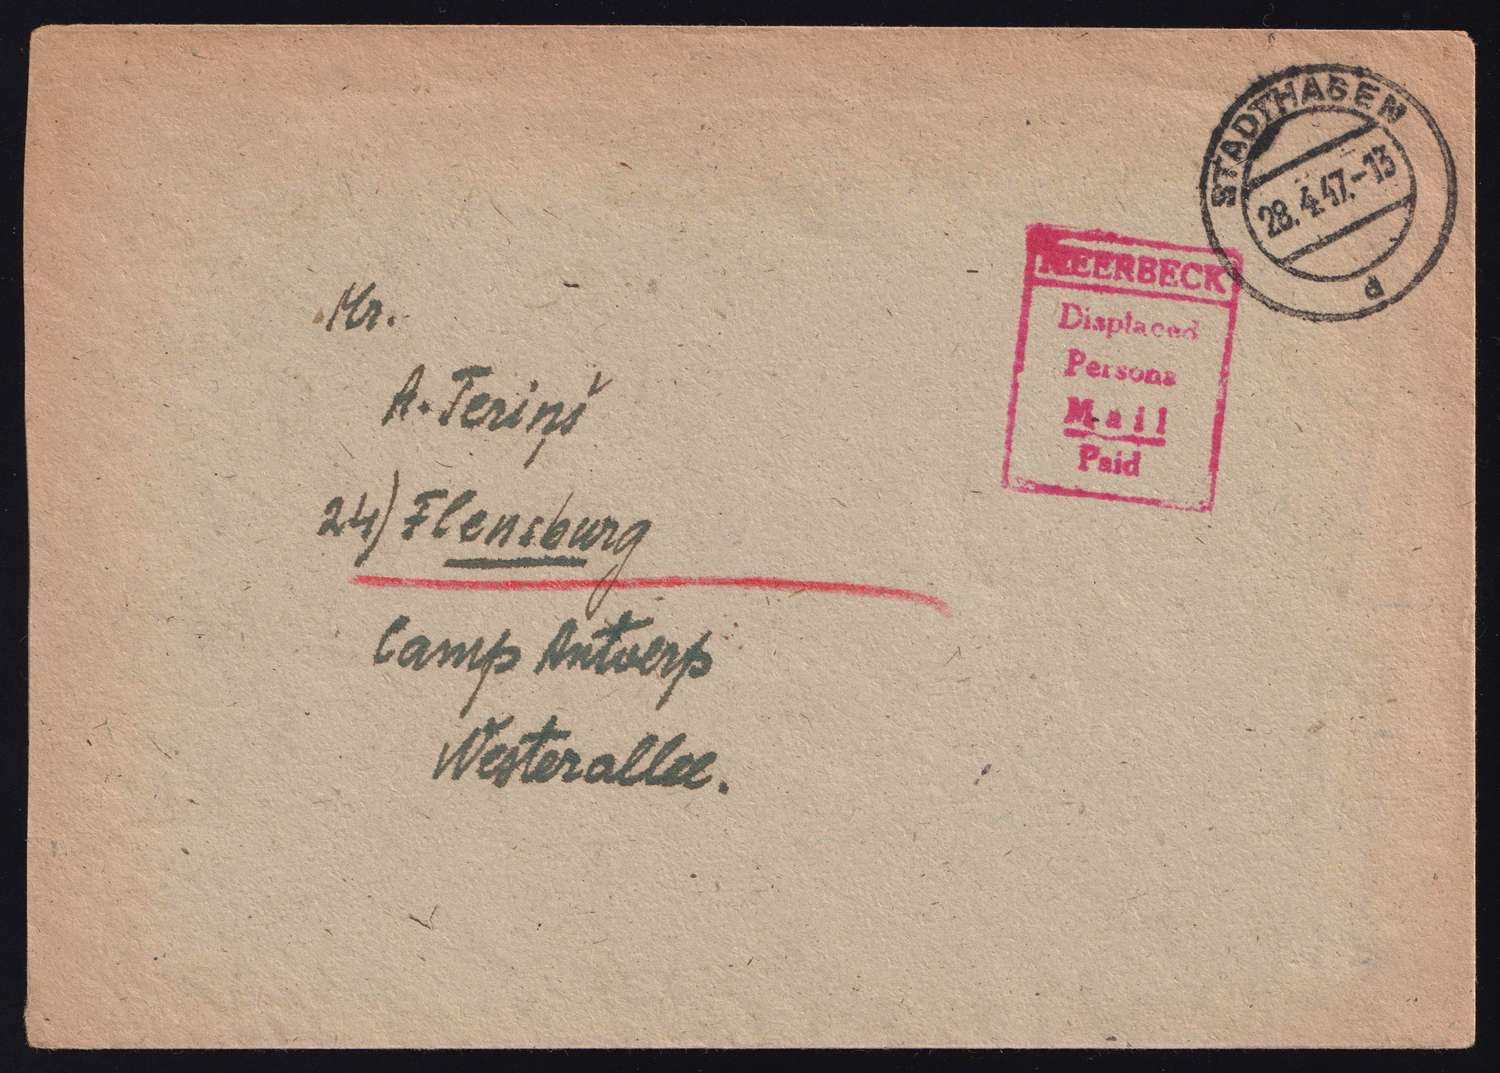 STADTHAGEN
28.4.47.-13
P
MEERBECK
Displaced
Persons
Mail
Paid
Mr.
A. Teriņš
24) Flensburg
Camp Antwerp
Westerallee.